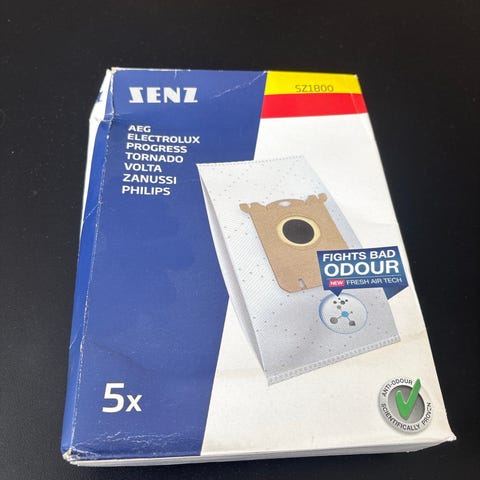 SENZ
SZ1800
AEG
ELECTROLUX
PROGRESS
TORNADO
VOLTA
ZANUSSI
PHILIPS
FIGHTS BAD
ODOUR
NEW FRESH AIR TECH
ANTI-ODOUR
SCIENTIFICALLY PROVEN
5x